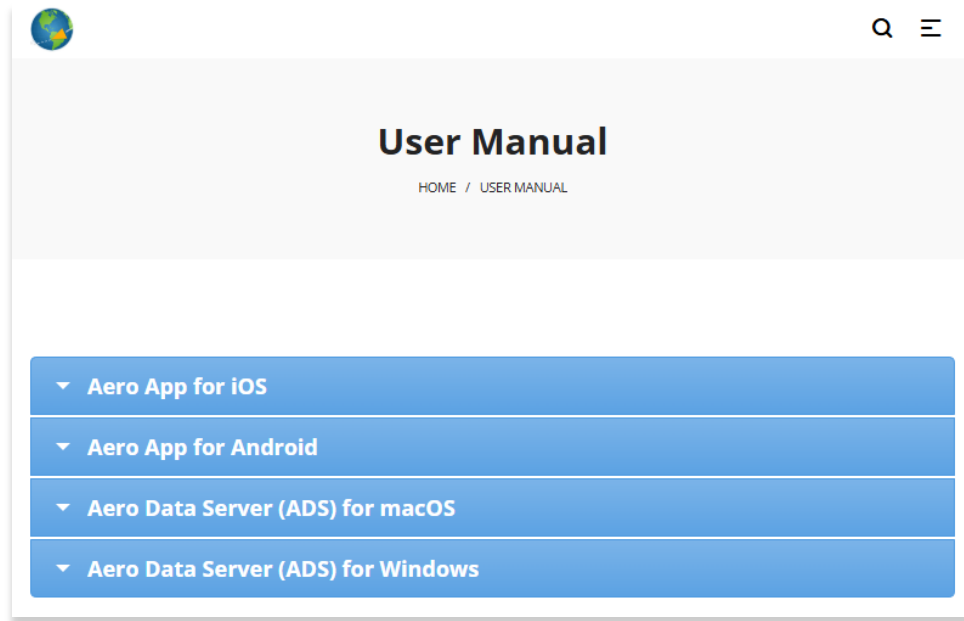 User Manual
HOME / USER MANUAL
Aero App for iOS
Aero App for Android
Aero Data Server (ADS) for macOS
Aero Data Server (ADS) for Windows